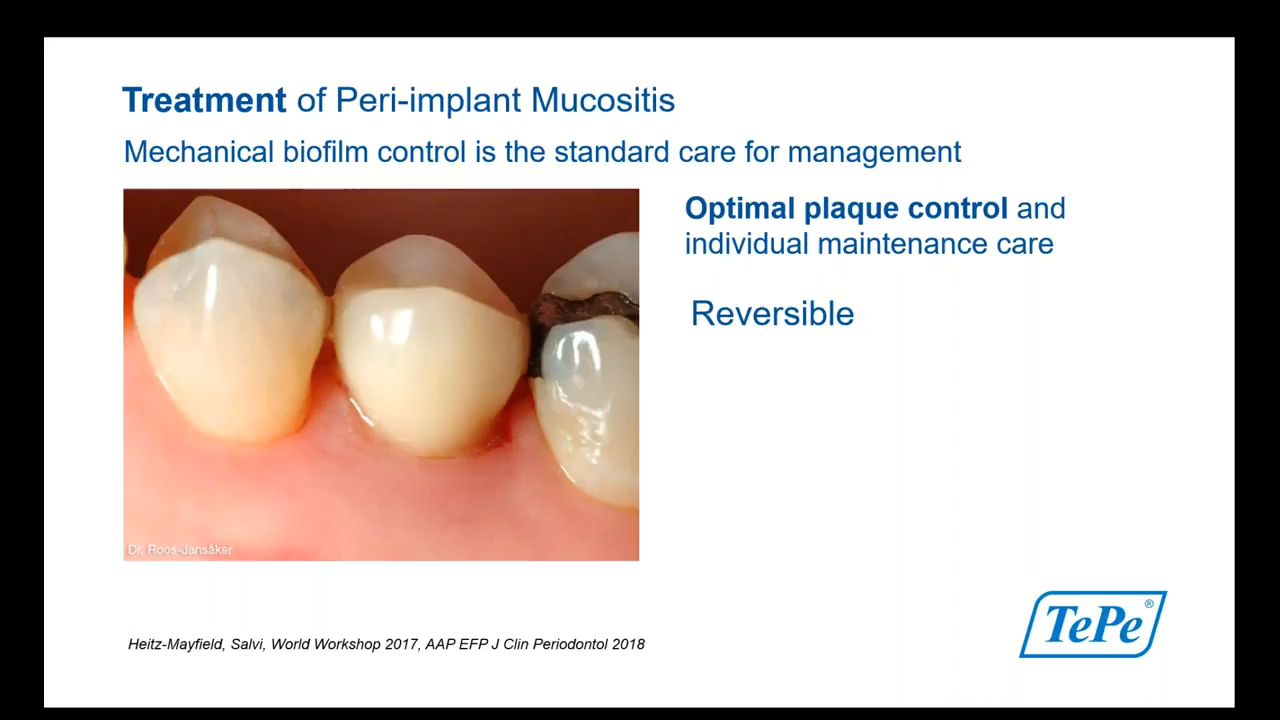 Treatment of Peri-implant Mucositis
Mechanical biofilm control is the standard care for management
Optimal plaque control and
individual maintenance care
Reversible
Dr. Roos-Jansåker
TePe®
Heitz-Mayfield, Salvi, World Workshop 2017, AAP EFP J Clin Periodontol 2018